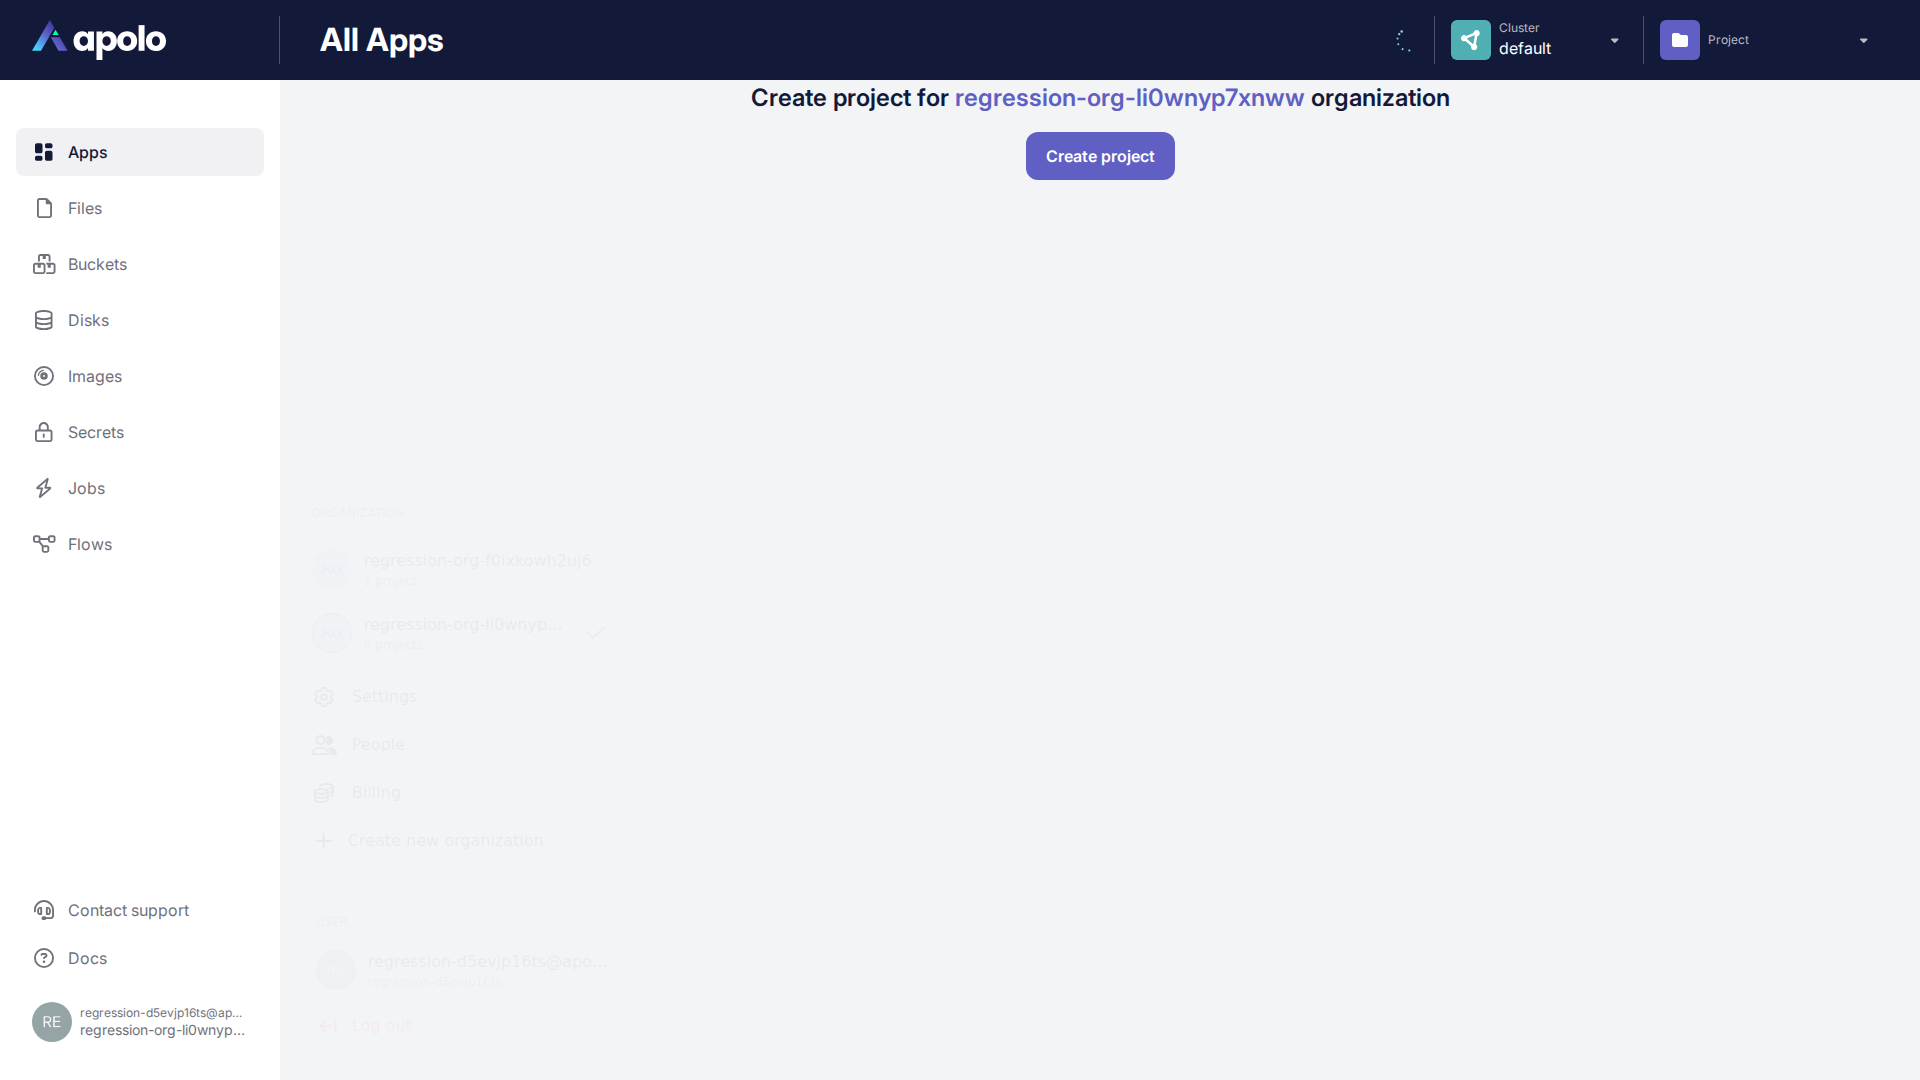 apolo
All Apps
Cluster
default
Project
Create project for regression-org-li0wnyp7xnww organization
Create project
Apps
Files
Buckets
Disks
Images
Secrets
Jobs
Flows
ORGANIZATION
RO
regression-org-f0ixkowh2uj6
project
RO
regression-org-li0wnyp...
projects
Settings
People
Billing
Create new organization
USER
regression-d5evjp16ts@apo...
regression-d5evjp16ts
Log out
Contact support
Docs
RE
regression-d5evjp16ts@ap...
regression-org-li0wnyp...